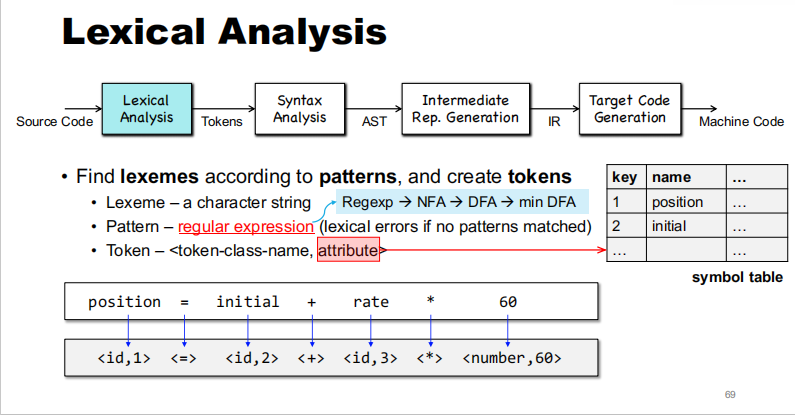 Lexical Analysis
Lexical Analysis
Syntax Analysis
Intermediate Rep. Generation
Target Code Generation
Source Code
Tokens
AST
IR
Machine Code
• Find lexemes according to patterns, and create tokens
• Lexeme – a character string
Regexp → NFA → DFA → min DFA
• Pattern – regular expression (lexical errors if no patterns matched)
• Token – <token-class-name, attribute>
key name …
1 position …
2 initial …
… …
symbol table
position = initial + rate * 60
<id,1> <=> <id,2> <+> <id,3> <*> <number,60>
69